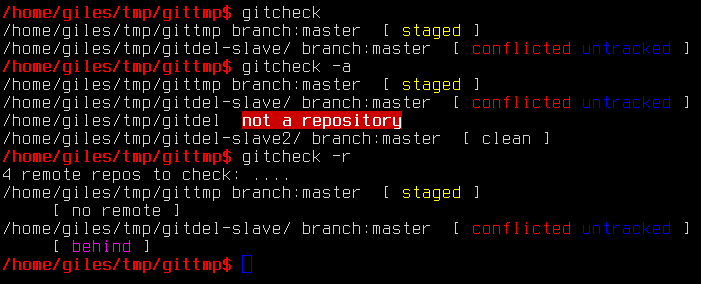 /home/giles/tmp/gittmp$ gitcheck
/home/giles/tmp/gittmp branch:master  [ staged ]
/home/giles/tmp/gitdel-slave/ branch:master  [ conflicted untracked ]
/home/giles/tmp/gittmp$ gitcheck -a
/home/giles/tmp/gittmp branch:master  [ staged ]
/home/giles/tmp/gitdel-slave/ branch:master  [ conflicted untracked ]
/home/giles/tmp/gitdel  not a repository
/home/giles/tmp/gitdel-slave2/ branch:master  [ clean ]
/home/giles/tmp/gittmp$ gitcheck -r
4 remote repos to check: ....
/home/giles/tmp/gittmp branch:master  [ staged ]
[ no remote ]
/home/giles/tmp/gitdel-slave/ branch:master  [ conflicted untracked ]
[ behind ]
/home/giles/tmp/gittmp$